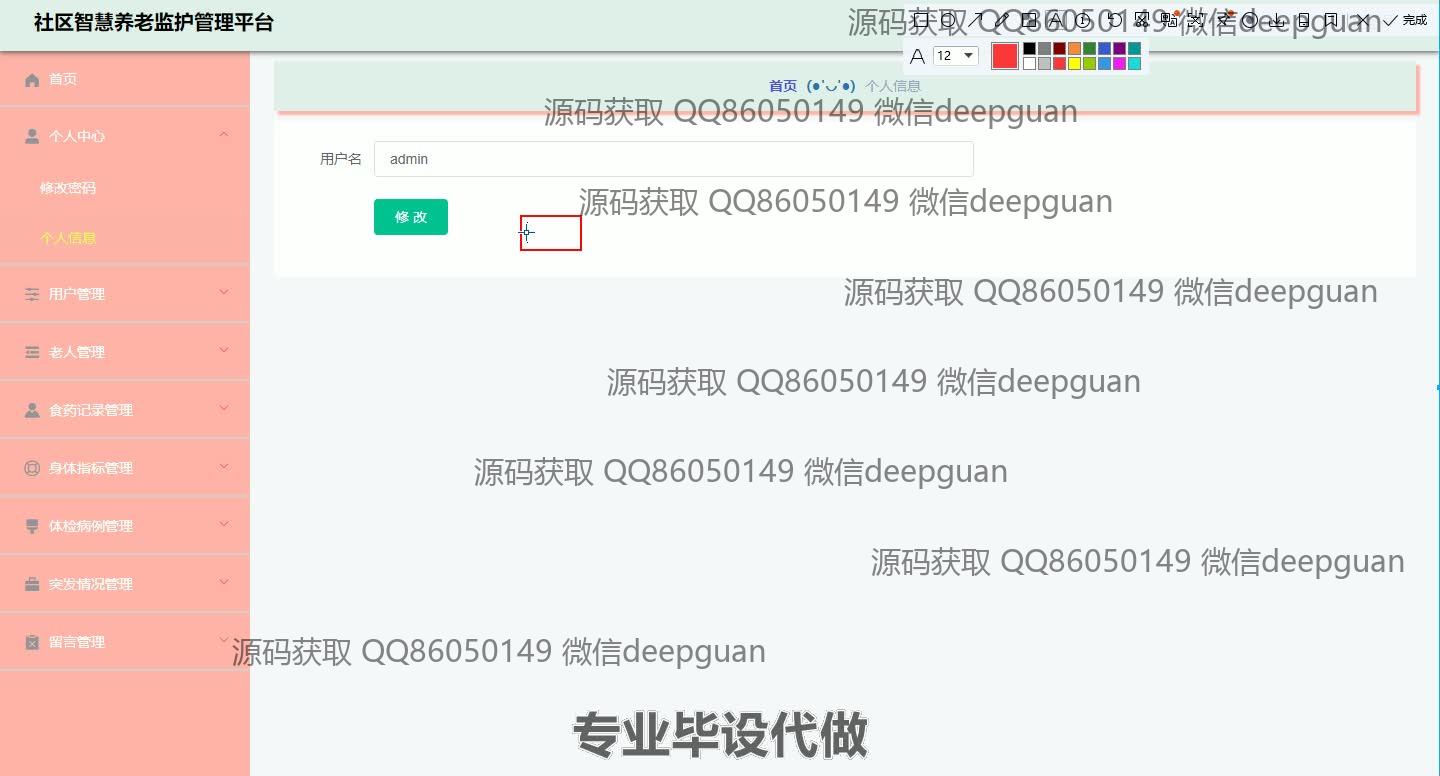 社区智慧养老监护管理平台
源码获取 QQ86050149 微信deepguan
完成
A 12
首页 (●'◡'●) 个人信息
源码获取 QQ86050149 微信deepguan
首页
个人中心
修改密码
个人信息
用户管理
老人管理
食药记录管理
身体指标管理
体检病例管理
突发情况管理
留言管理
用户名 admin
修 改
源码获取 QQ86050149 微信deepguan
源码获取 QQ86050149 微信deepguan
源码获取 QQ86050149 微信deepguan
源码获取 QQ86050149 微信deepguan
源码获取 QQ86050149 微信deepguan
源码获取 QQ86050149 微信deepguan
专业毕设代做